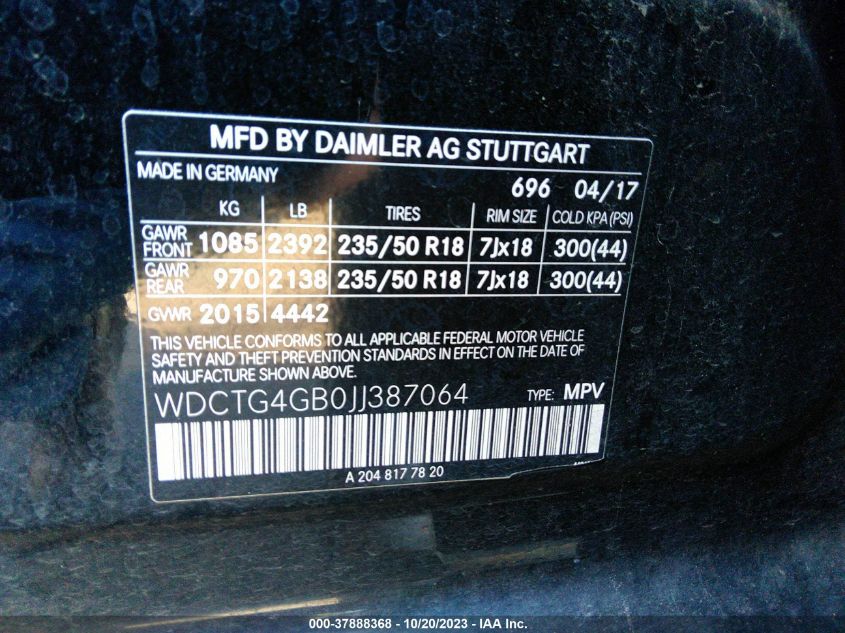 MFD BY DAIMLER AG STUTTGART
MADE IN GERMANY 696 04/17
KG LB TIRES RIM SIZE COLD KPA (PSI)
GAWR FRONT 1085 2392 235/50 R18 7Jx18 300(44)
GAWR REAR 970 2138 235/50 R18 7Jx18 300(44)
GVWR 2015 4442
THIS VEHICLE CONFORMS TO ALL APPLICABLE FEDERAL MOTOR VEHICLE
SAFETY AND THEFT PREVENTION STANDARDS IN EFFECT ON THE DATE OF
MANUFACTURE SHOWN ABOVE.
WDCTG4GB0JJ387064 TYPE: MPV
A 204 817 78 20
000-37888368 - 10/20/2023 - IAA Inc.